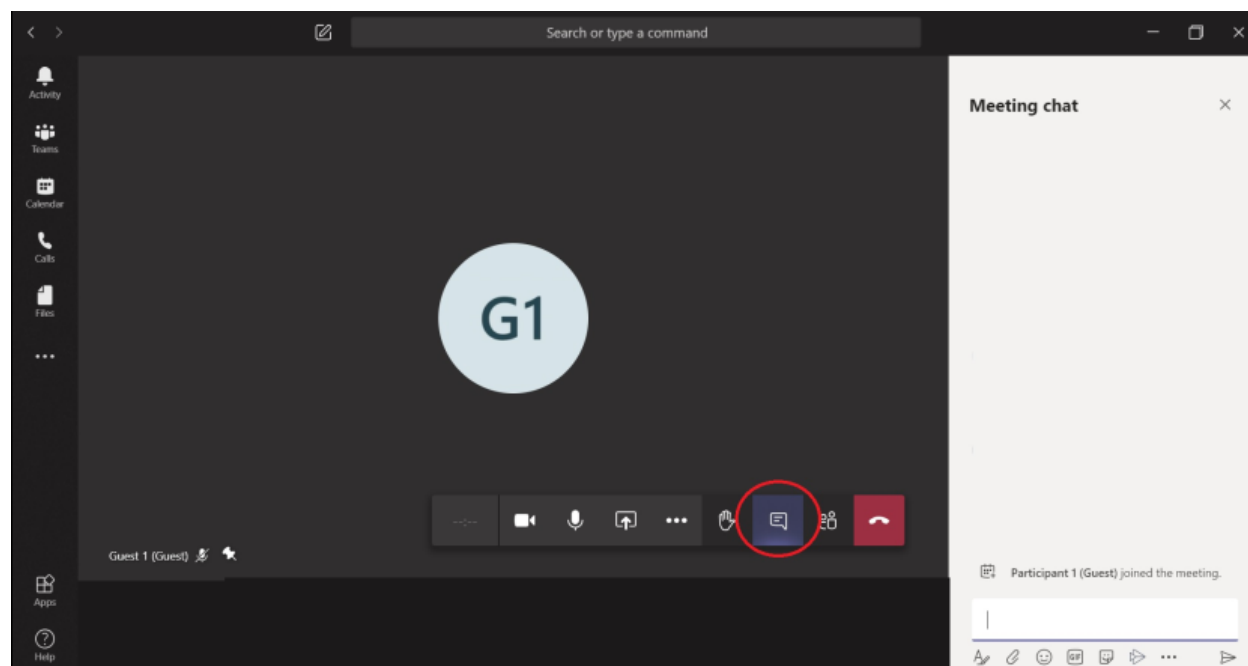 Search or type a command
Activity
Teams
Calendar
Calls
Files
Apps
Help
G1
--:--
Guest 1 (Guest)
Meeting chat
Participant 1 (Guest) joined the meeting.
GIF